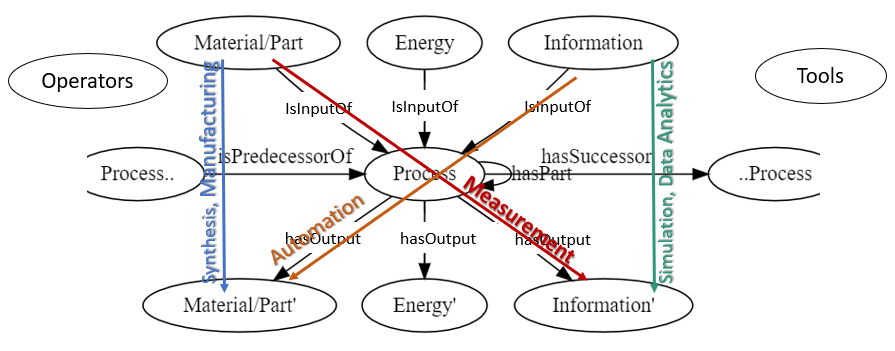 Material/Part
Energy
Information
Operators
Tools
Synthesis, Manufacturing
IsInputOf
IsInputOf
IsInputOf
Simulation, Data Analytics
isPredecessorOf
hasSuccessor
Process..
Process
hasPart
..Process
Automation
Measurement
hasOutput
hasOutput
hasOutput
Material/Part'
Energy'
Information'